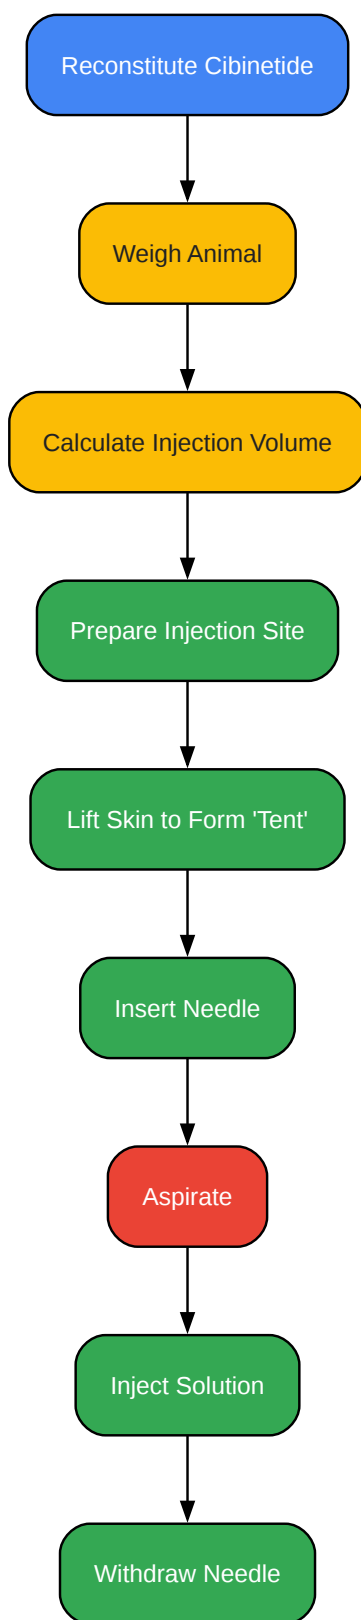 Reconstitute Cibinetide
Weigh Animal
Calculate Injection Volume
Prepare Injection Site
Lift Skin to Form 'Tent'
Insert Needle
Aspirate
Inject Solution
Withdraw Needle